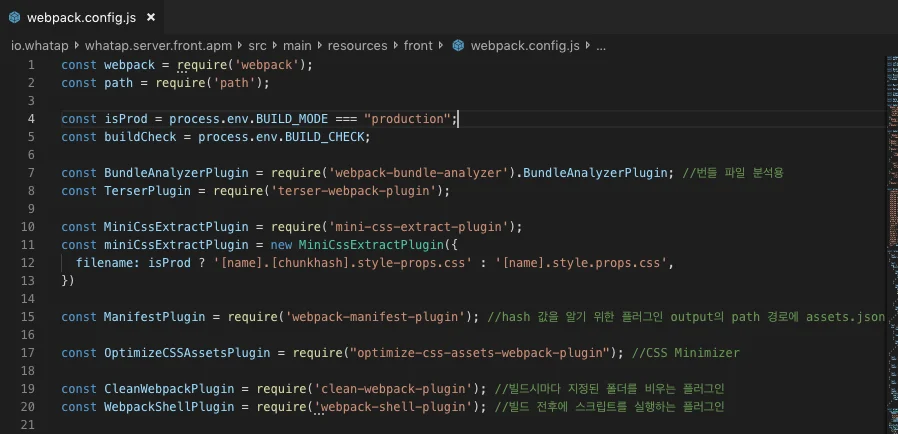 webpack.config.js ×
io.whatap › whatap.server.front.apm › src › main › resources › front › webpack.config.js › ...
1 const webpack = require('webpack');
2 const path = require('path');
3
4 const isProd = process.env.BUILD_MODE === "production";
5 const buildCheck = process.env.BUILD_CHECK;
6
7 const BundleAnalyzerPlugin = require('webpack-bundle-analyzer').BundleAnalyzerPlugin; //번들 파일 분석용
8 const TerserPlugin = require('terser-webpack-plugin');
9
10 const MiniCssExtractPlugin = require('mini-css-extract-plugin');
11 const miniCssExtractPlugin = new MiniCssExtractPlugin({
12 filename: isProd ? '[name].[chunkhash].style-props.css' : '[name].style.props.css',
13 })
14
15 const ManifestPlugin = require('webpack-manifest-plugin'); //hash 값을 알기 위한 플러그인 output의 path 경로에 assets.json
16
17 const OptimizeCSSAssetsPlugin = require("optimize-css-assets-webpack-plugin"); //CSS Minimizer
18
19 const CleanWebpackPlugin = require('clean-webpack-plugin'); //빌드시마다 지정된 폴더를 비우는 플러그인
20 const WebpackShellPlugin = require('webpack-shell-plugin'); //빌드 전후에 스크립트를 실행하는 플러그인
21